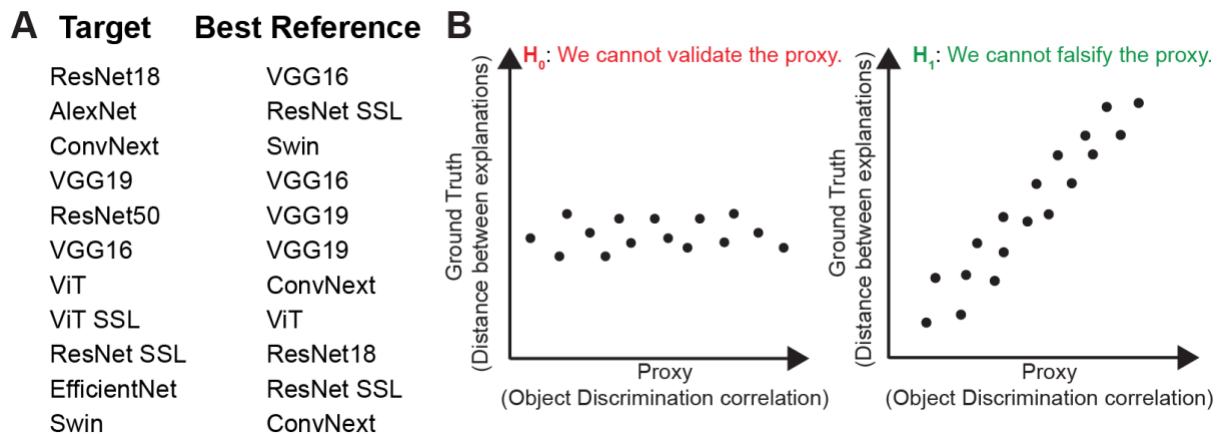 A Target Best Reference
ResNet18 VGG16
AlexNet ResNet SSL
ConvNext Swin
VGG19 VGG16
ResNet50 VGG19
VGG16 VGG19
ViT ConvNext
ViT SSL ViT
ResNet SSL ResNet18
EfficientNet ResNet SSL
Swin ConvNext
B
H0: We cannot validate the proxy.
Ground Truth
(Distance between explanations)
Proxy
(Object Discrimination correlation)
H1: We cannot falsify the proxy.
Ground Truth
(Distance between explanations)
Proxy
(Object Discrimination correlation)